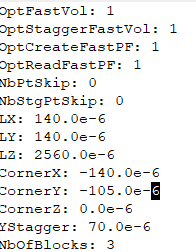 OptFastVol: 1
OptStaggerFastVol: 1
OptCreateFastPF: 1
OptReadFastPF: 1
NbPtSkip: 0
NbStgPtSkip: 0
LX: 140.0e-6
LY: 140.0e-6
LZ: 2560.0e-6
CornerX: -140.0e-6
CornerY: -105.0e-6
CornerZ: 0.0e-6
YStagger: 70.0e-6
NbOfBlocks: 3